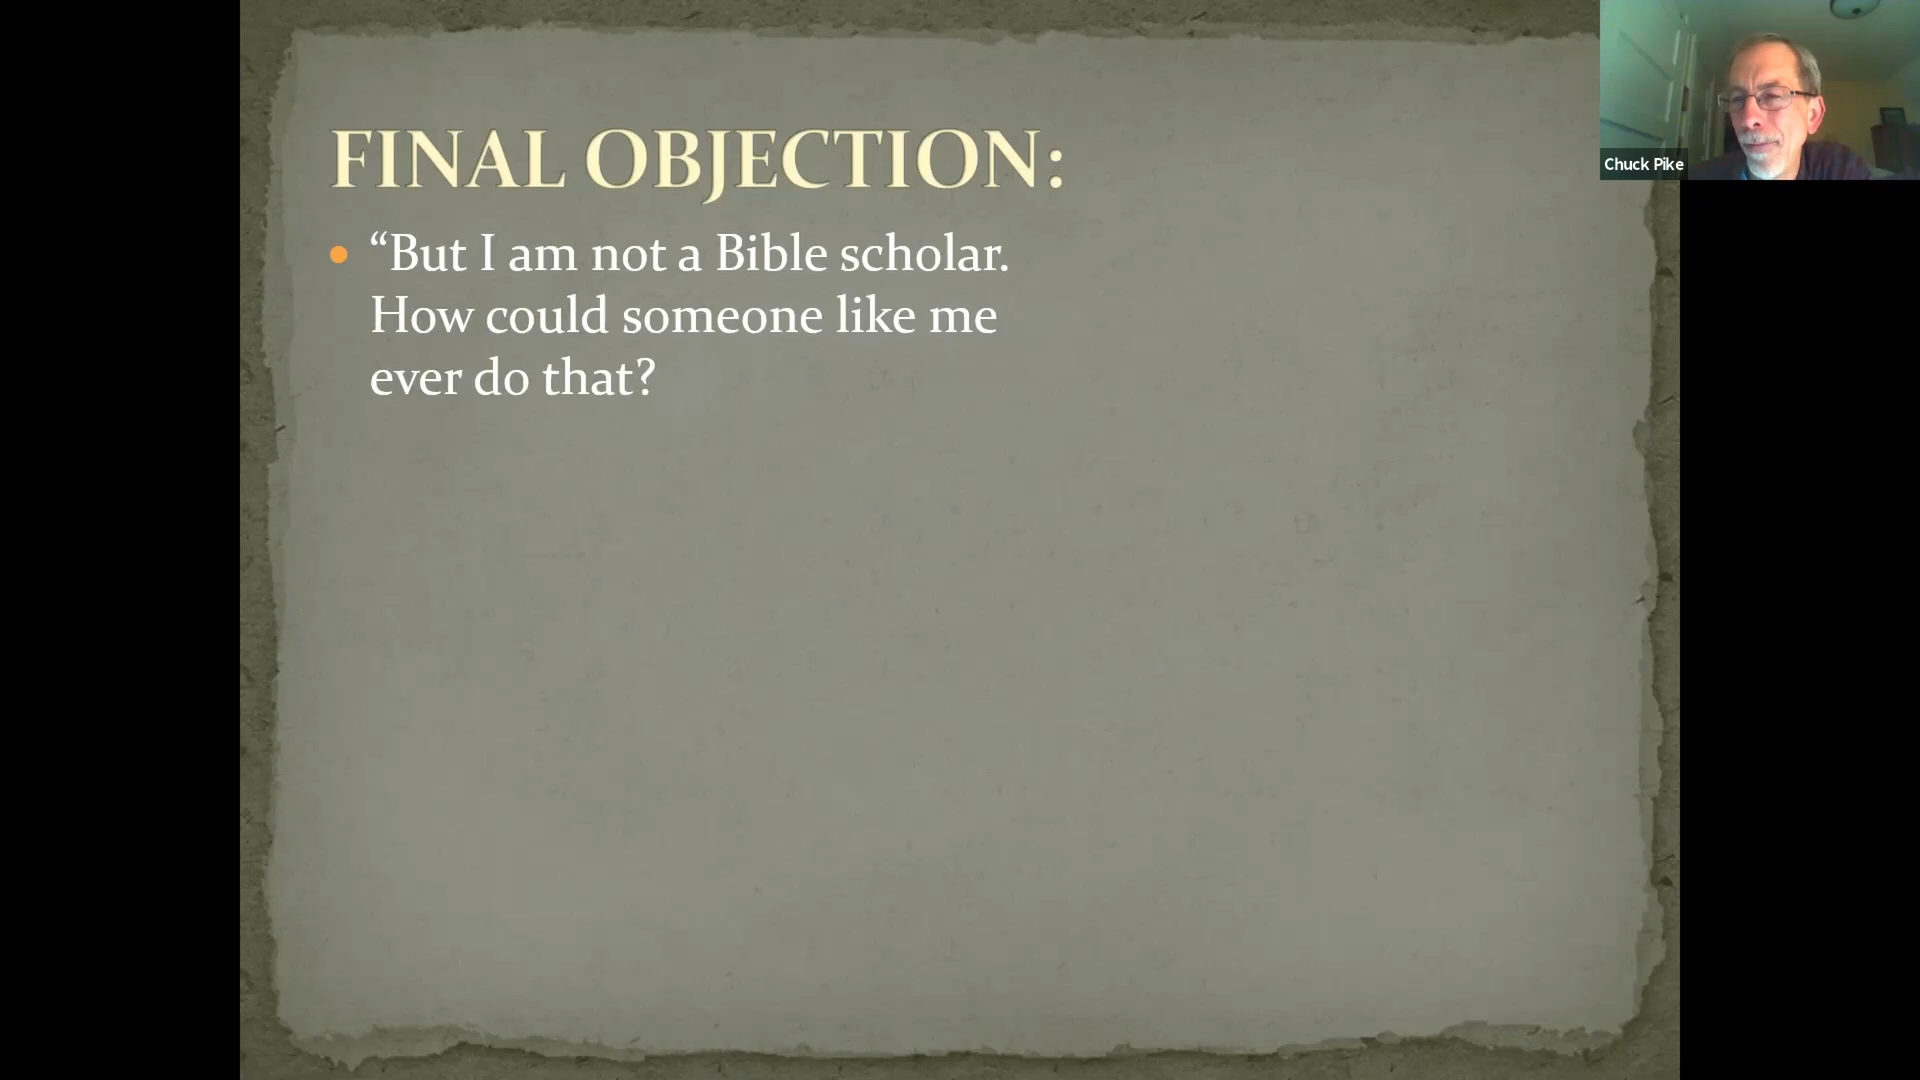 FINAL OBJECTION:
“But I am not a Bible scholar.
How could someone like me
ever do that?
Chuck Pike